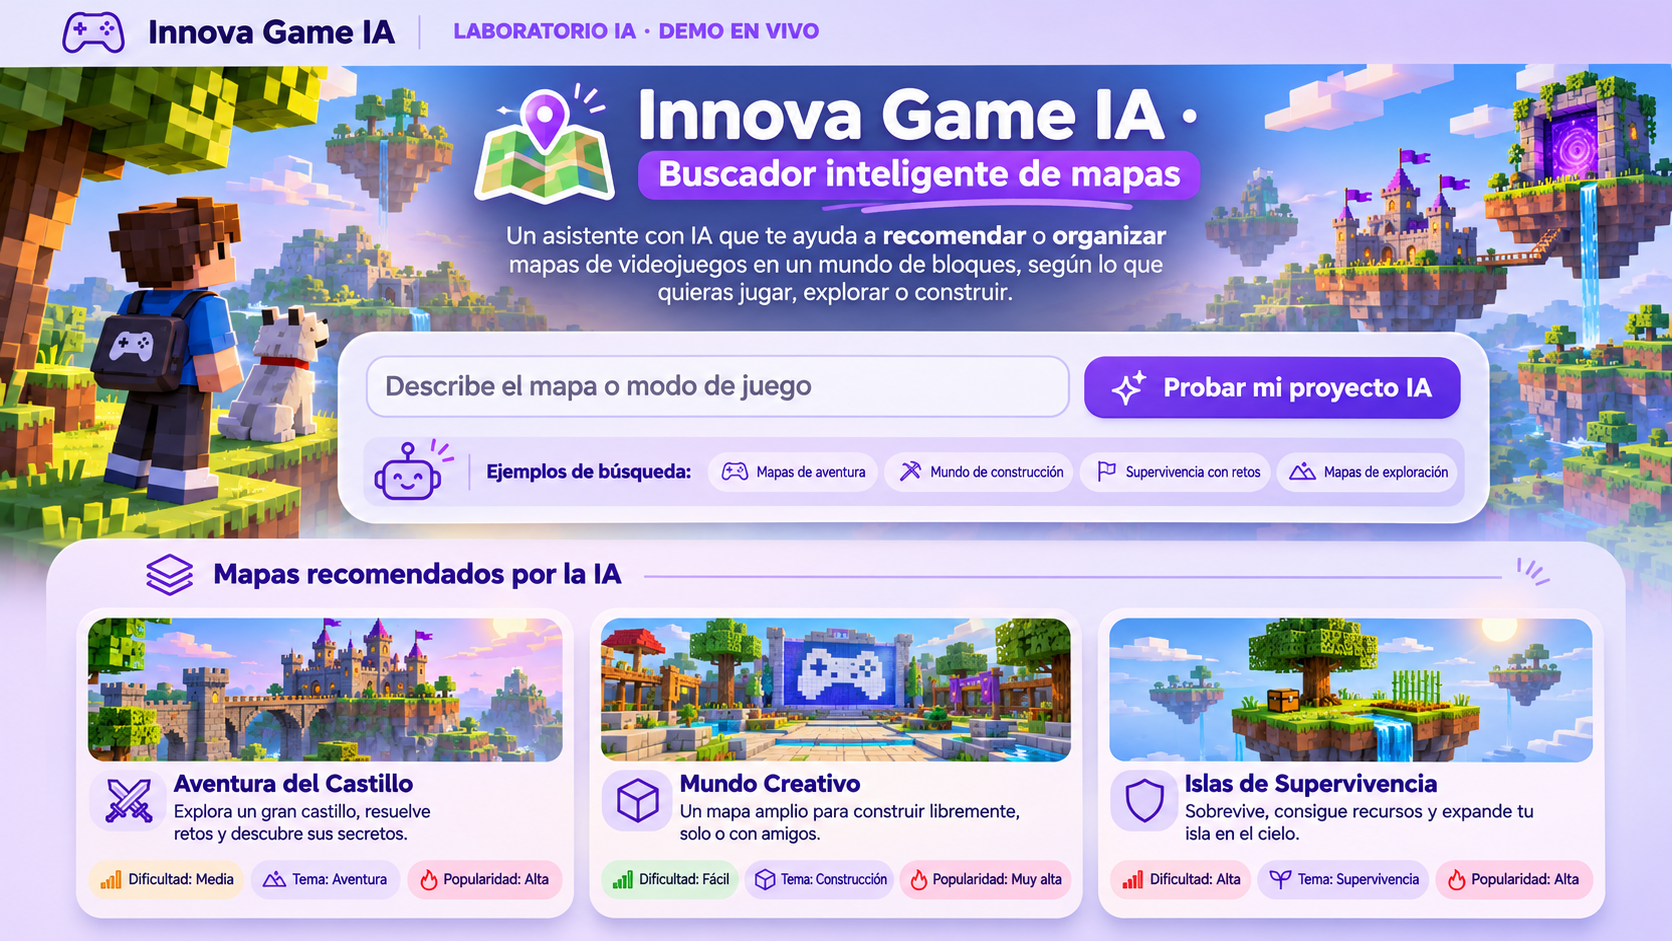 Innova Game IA
LABORATORIO IA · DEMO EN VIVO
Innova Game IA ·
Buscador inteligente de mapas
Un asistente con IA que te ayuda a recomendar o organizar
mapas de videojuegos en un mundo de bloques, según lo que
quieras jugar, explorar o construir.
Describe el mapa o modo de juego
Probar mi proyecto IA
Ejemplos de búsqueda:
Mapas de aventura
Mundo de construcción
Supervivencia con retos
Mapas de exploración
Mapas recomendados por la IA
Aventura del Castillo
Explora un gran castillo, resuelve
retos y descubre sus secretos.
Dificultad: Media
Tema: Aventura
Popularidad: Alta
Mundo Creativo
Un mapa amplio para construir libremente,
solo o con amigos.
Dificultad: Fácil
Tema: Construcción
Popularidad: Muy alta
Islas de Supervivencia
Sobrevive, consigue recursos y expande tu
isla en el cielo.
Dificultad: Alta
Tema: Supervivencia
Popularidad: Alta